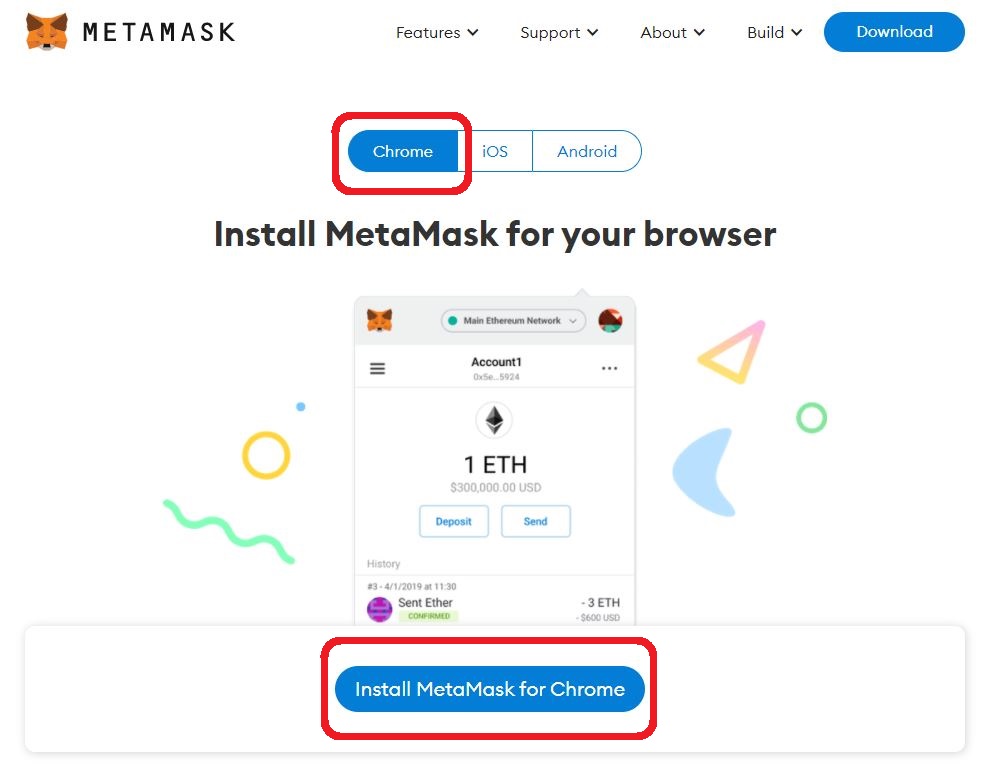 METAMASK
Features
Support
About
Build
Download
Chrome
iOS
Android
Install MetaMask for your browser
Main Ethereum Network
Account1
0x5e...5924
1 ETH
$300,000.00 USD
Deposit
Send
History
#3 - 4/1/2019 at 11:30
Sent Ether
- 3 ETH
CONFIRMED
- $600 USD
Install MetaMask for Chrome